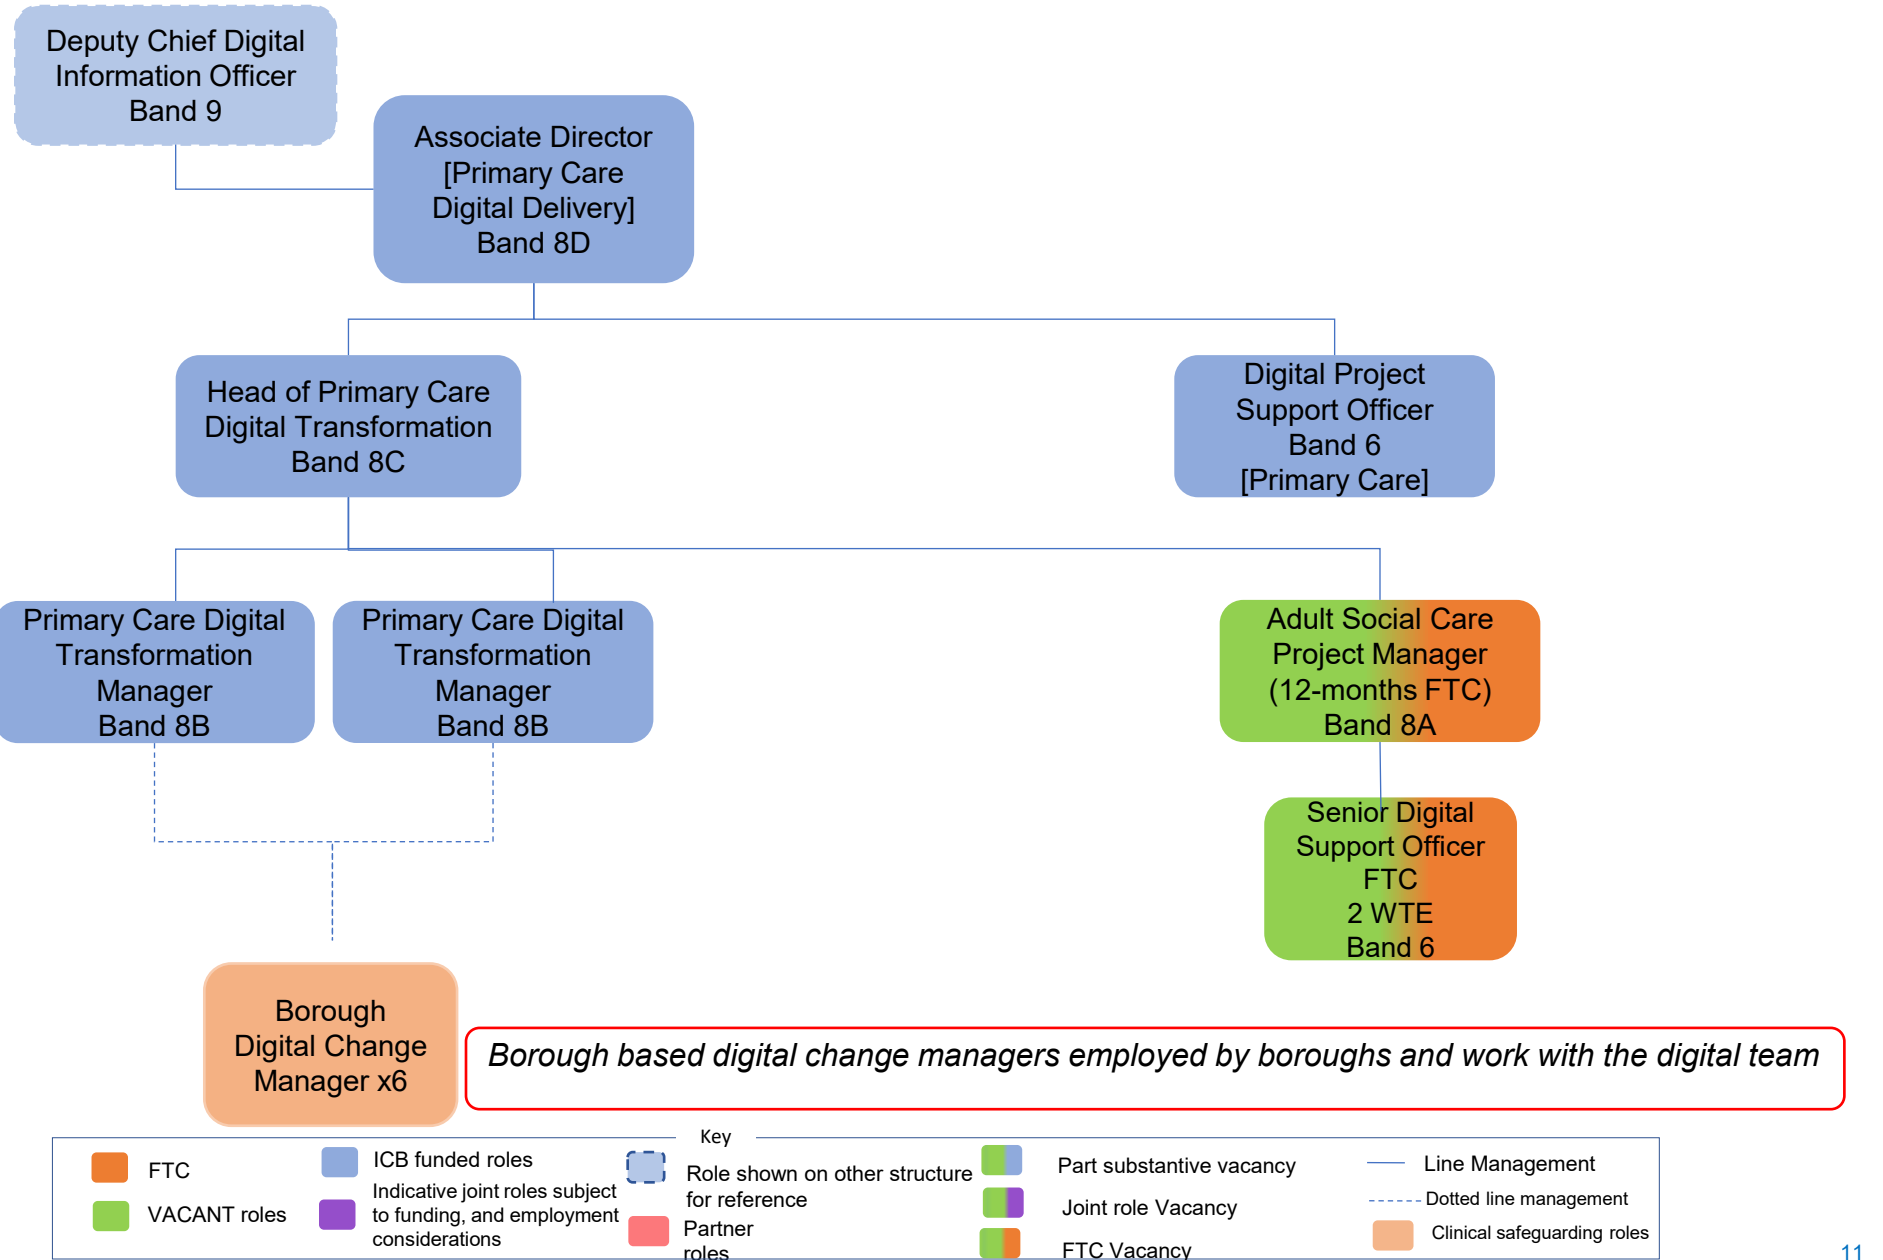 Deputy Chief Digital
Information Officer
Band 9
Associate Director
[Primary Care
Digital Delivery]
Band 8D
Head of Primary Care
Digital Transformation
Band 8C
Digital Project
Support Officer
Band 6
[Primary Care]
Primary Care Digital
Transformation
Manager
Band 8B
Primary Care Digital
Transformation
Manager
Band 8B
Adult Social Care
Project Manager
(12-months FTC)
Band 8A
Senior Digital
Support Officer
FTC
2 WTE
Band 6
Borough
Digital Change
Manager x6
Borough based digital change managers employed by boroughs and work with the digital team
Key
FTC
VACANT roles
ICB funded roles
Indicative joint roles subject
to funding, and employment
considerations
Role shown on other structure
for reference
Partner
roles
Part substantive vacancy
Joint role Vacancy
FTC Vacancy
Line Management
Dotted line management
Clinical safeguarding roles
11